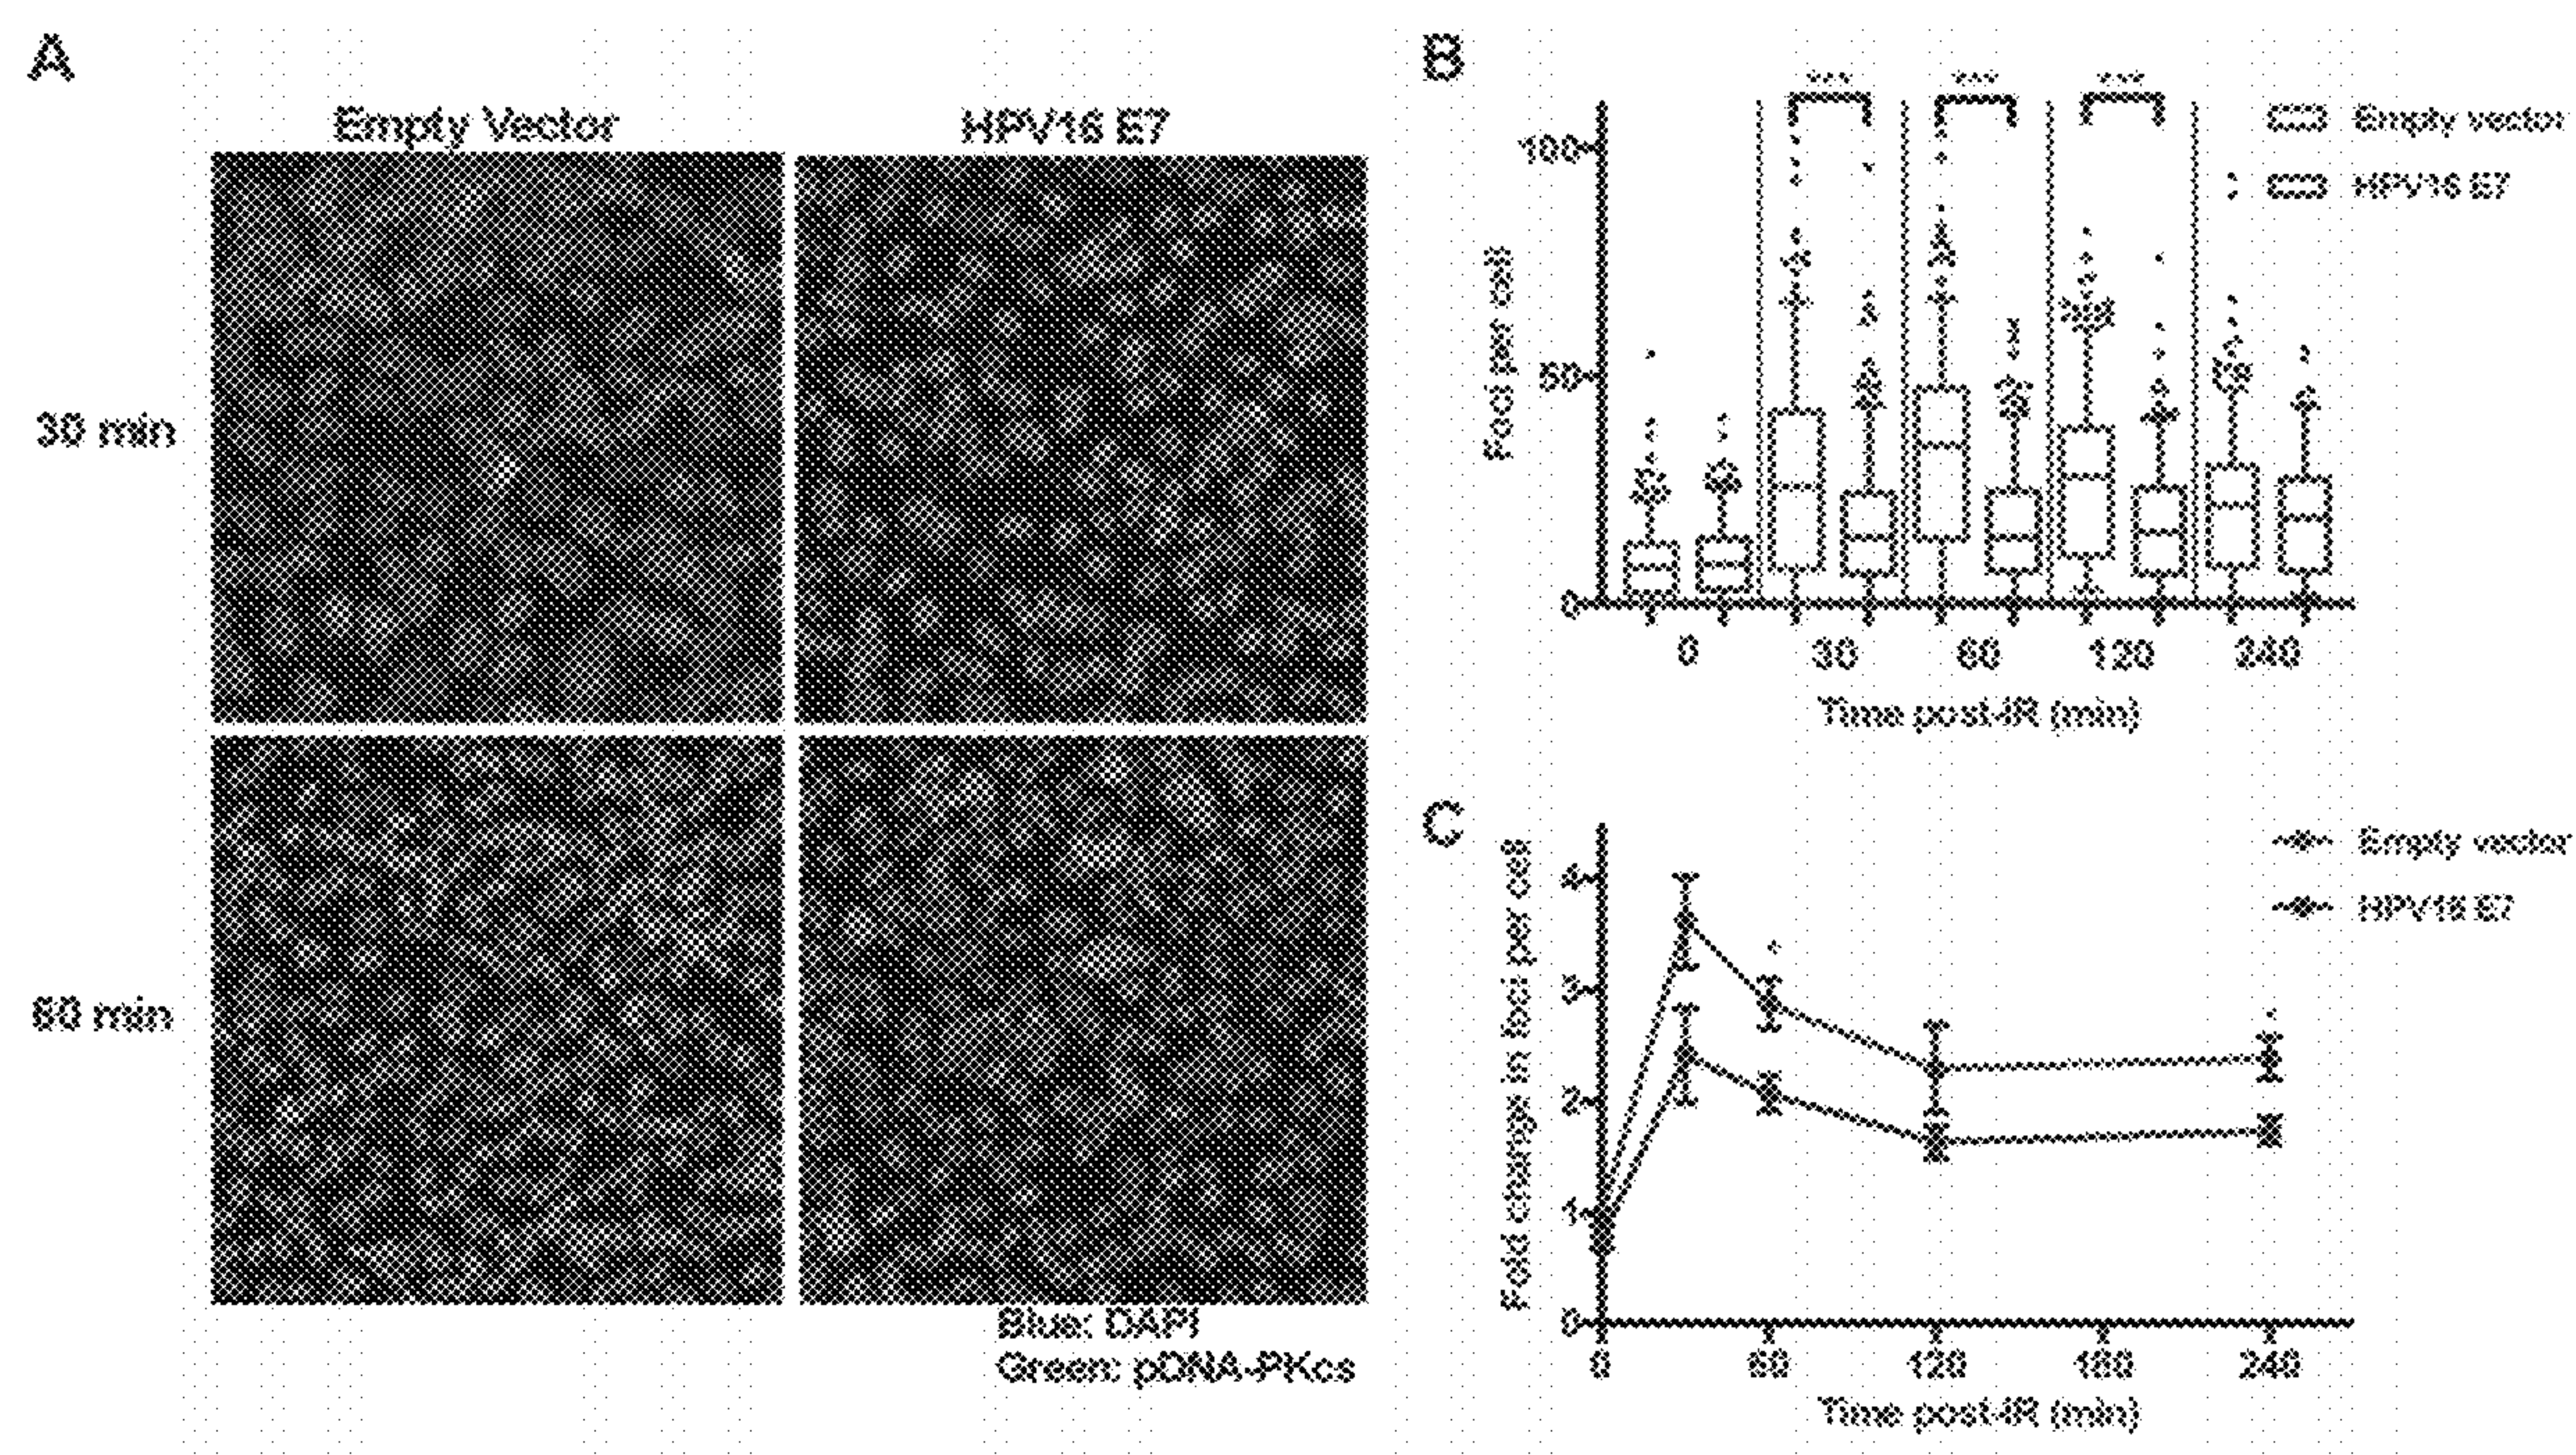 A
Empty Vector
HPV16 E7
30 min
60 min
Blue: DAPI
Green: pDNA-PKcs
B
***
***
***
Empty vector
HPV16 E7
Foci per cell
100
50
0
0 30 60 120 240
Time post-IR (min)
C
Empty vector
HPV16 E7
Fold change in foci per cell
4
3
2
1
0
*
*
0 60 120 180 240
Time post-IR (min)